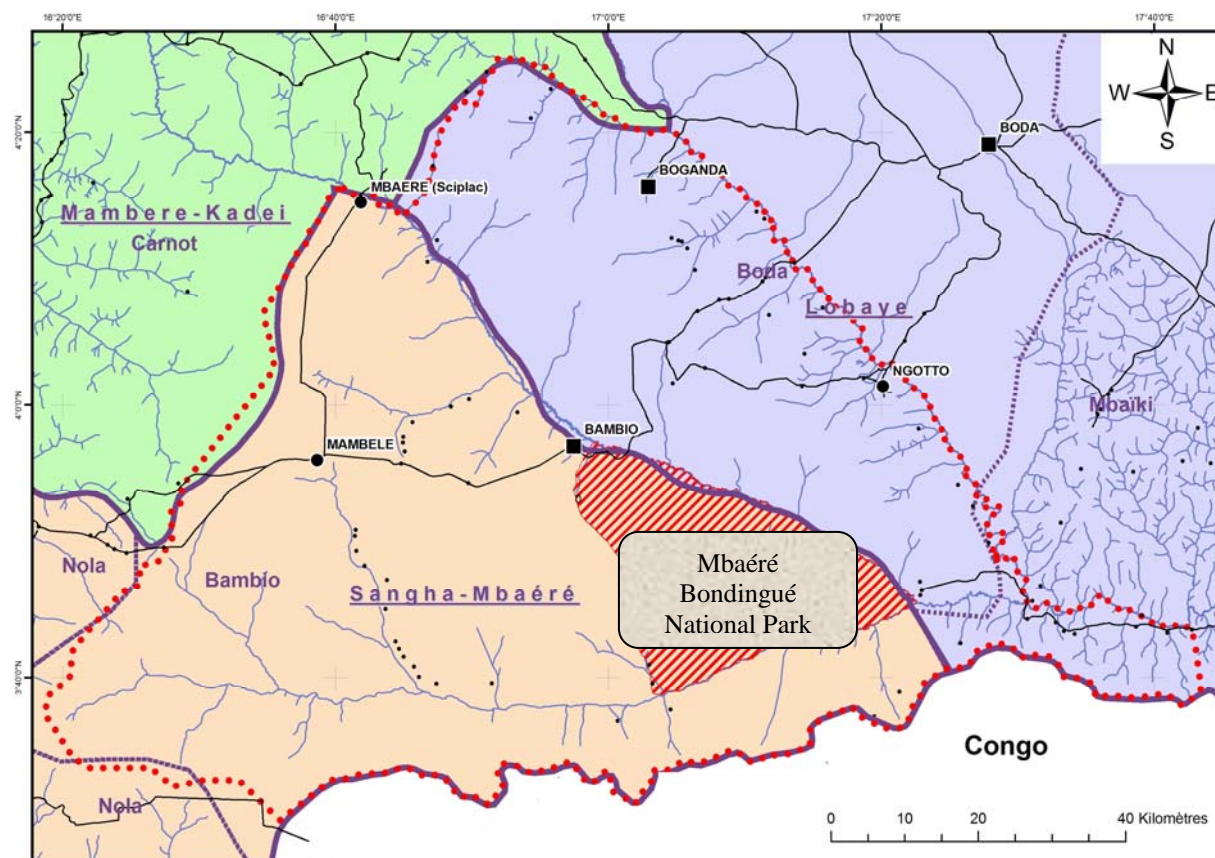 16°20'0"E
16°40'0"E
17°0'0"E
17°20'0"E
17°40'0"E
N
W E
S
4°20'0"N
4°0'0"N
3°40'0"N
BODA
BOGANDA
MBAERE (Sciplac)
Mambere-Kadei
Carnot
Boda
Lobaye
NGOTTO
Mbaïki
BAMBIO
MAMBELE
Mbaéré
Bondingué
National Park
Nola
Bambio
Sangha-Mbaéré
Congo
Nola
0 10 20 40 Kilomètres